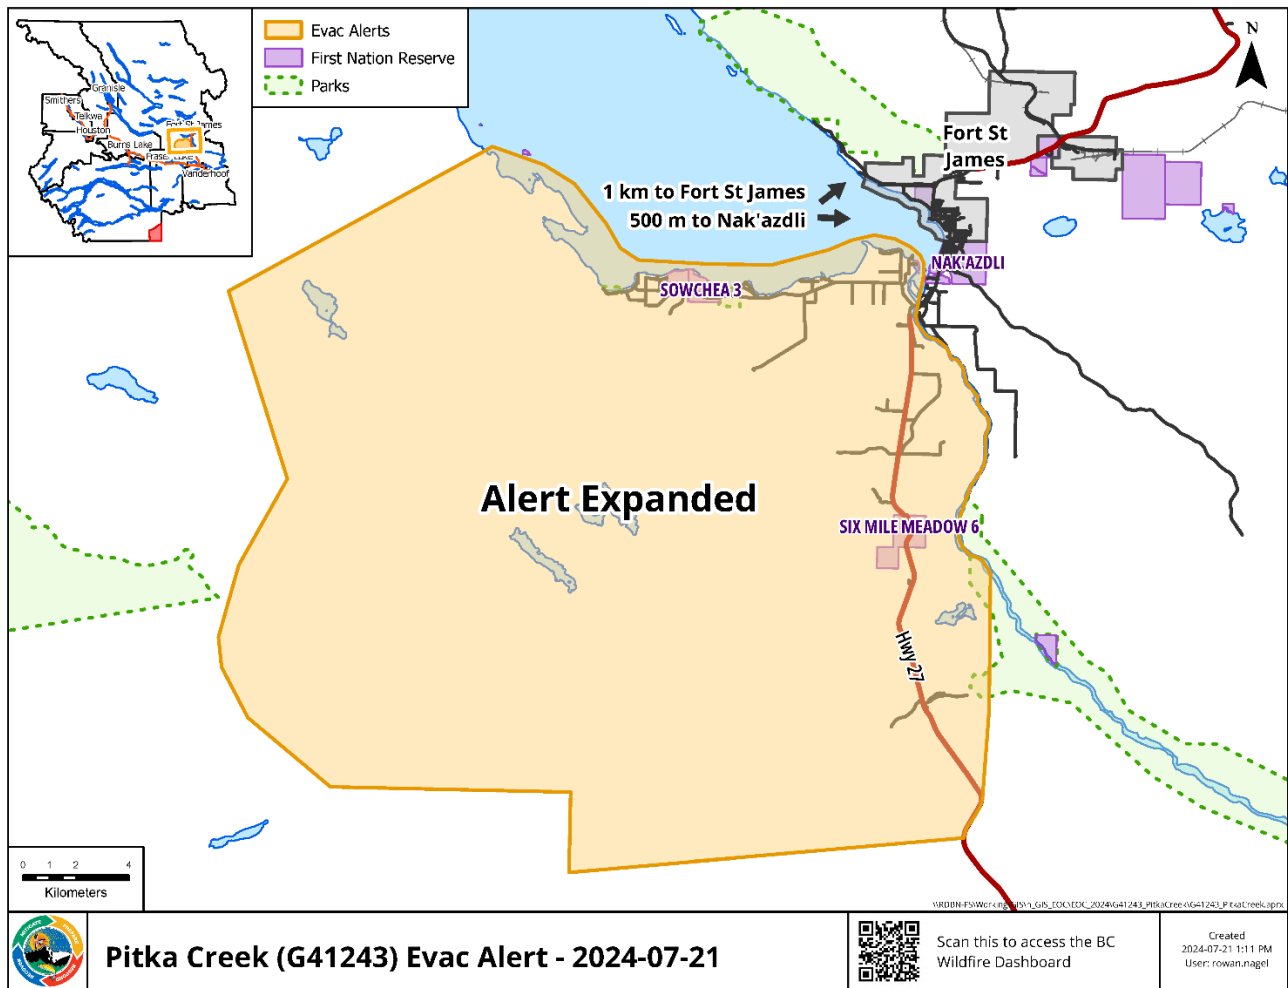 Evac Alerts
First Nation Reserve
Parks
Granisle
Smithers
Telkwa
Houston
Burns Lake
Vanderhoof
N
Fort St
James
1 km to Fort St James
500 m to Nak'azdli
NAK'AZDLI
SOWCHEA 3
Alert Expanded
SIX MILE MEADOW 6
Hwy 27
0 1 2 4
Kilometers
Pitka Creek (G41243) Evac Alert - 2024-07-21
Scan this to access the BC
Wildfire Dashboard
Created
2024-07-21 1:11 PM
User: rowan.nagel